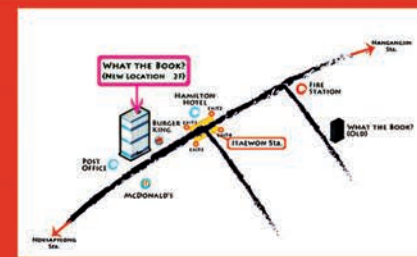 Hangangjin
Sta.
What the Book?
(New Location 2F)
Hamilton
Hotel
Fire
Station
Burger
King
What the Book?
(Old)
Itaewon Sta.
Post
Office
McDonald's
Noksapyeong
Sta.